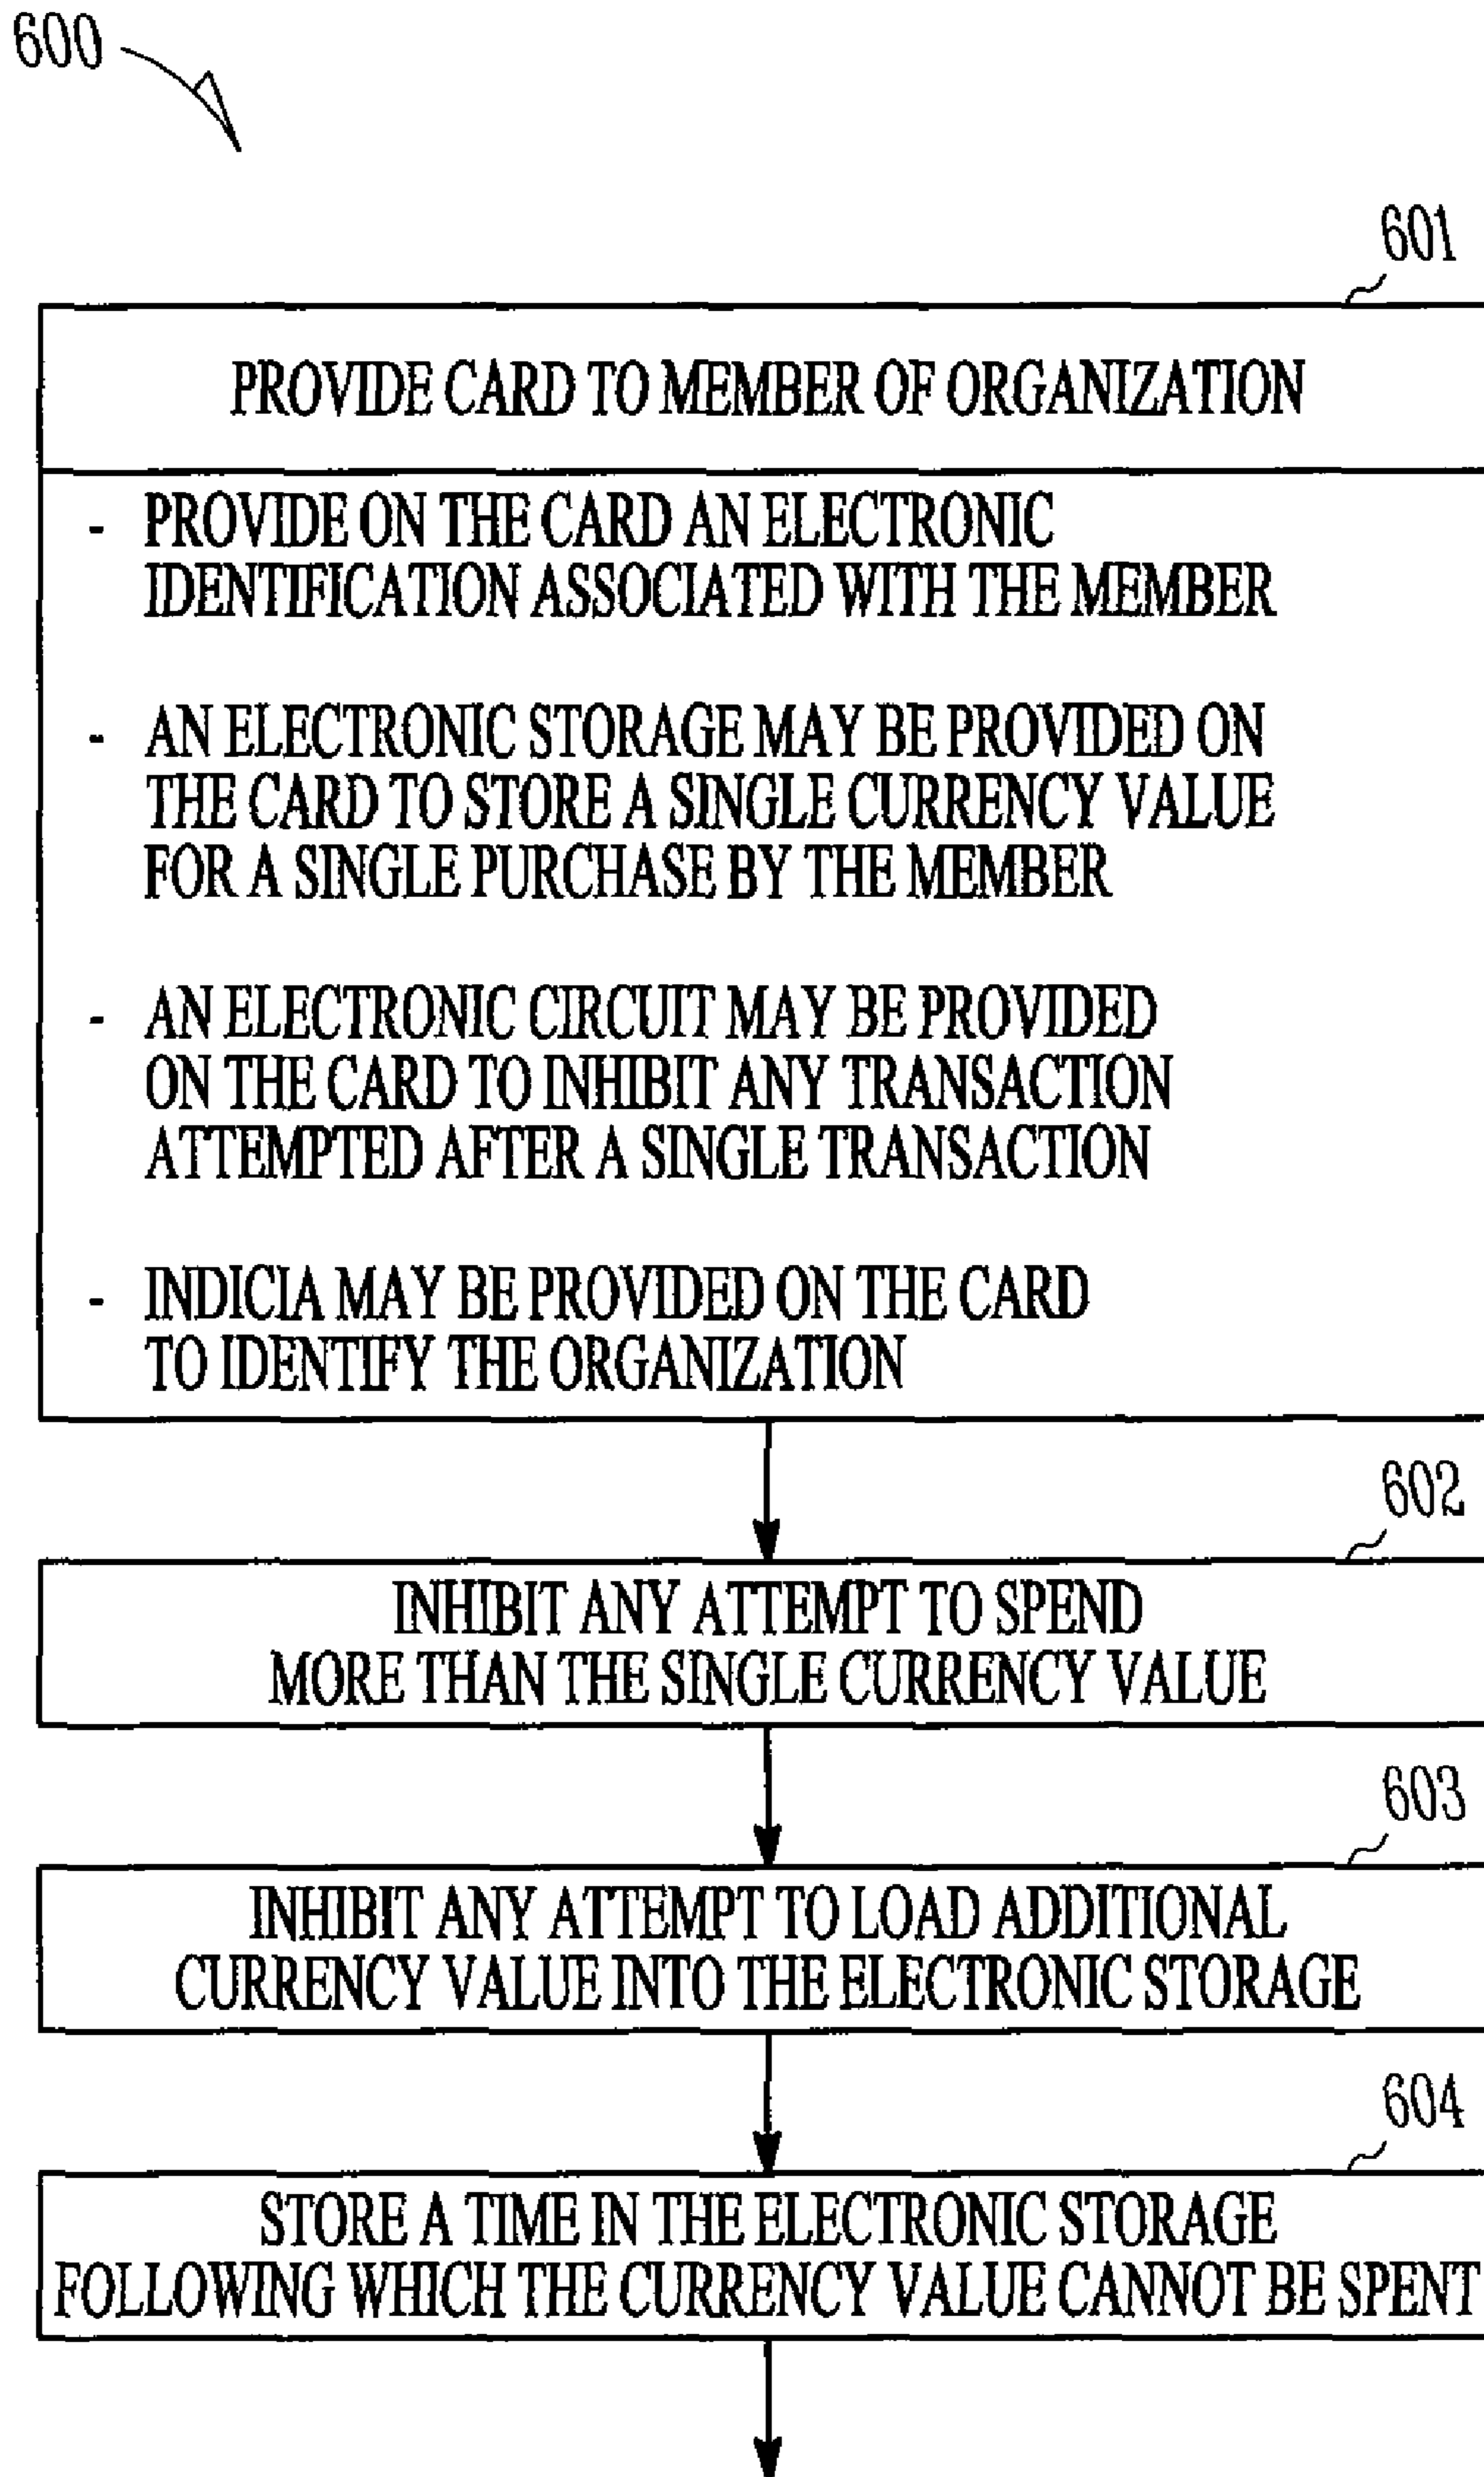 600
601
PROVIDE CARD TO MEMBER OF ORGANIZATION
- PROVIDE ON THE CARD AN ELECTRONIC
IDENTIFICATION ASSOCIATED WITH THE MEMBER
- AN ELECTRONIC STORAGE MAY BE PROVIDED ON
THE CARD TO STORE A SINGLE CURRENCY VALUE
FOR A SINGLE PURCHASE BY THE MEMBER
- AN ELECTRONIC CIRCUIT MAY BE PROVIDED
ON THE CARD TO INHIBIT ANY TRANSACTION
ATTEMPTED AFTER A SINGLE TRANSACTION
- INDICIA MAY BE PROVIDED ON THE CARD
TO IDENTIFY THE ORGANIZATION
602
INHIBIT ANY ATTEMPT TO SPEND
MORE THAN THE SINGLE CURRENCY VALUE
603
INHIBIT ANY ATTEMPT TO LOAD ADDITIONAL
CURRENCY VALUE INTO THE ELECTRONIC STORAGE
604
STORE A TIME IN THE ELECTRONIC STORAGE
FOLLOWING WHICH THE CURRENCY VALUE CANNOT BE SPENT